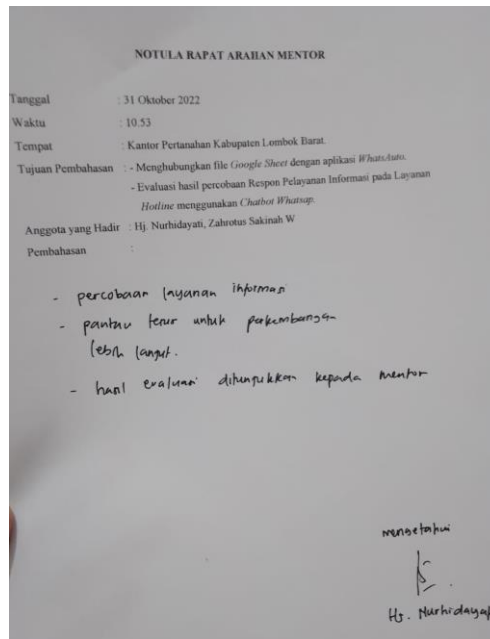 NOTULA RAPAT ARAHAN MENTOR
Tanggal : 31 Oktober 2022
Waktu : 10.53
Tempat : Kantor Pertanahan Kabupaten Lombok Barat.
Tujuan Pembahasan : - Menghubungkan file Google Sheet dengan aplikasi WhatsAuto.
- Evaluasi hasil percobaan Respon Pelayanan Informasi pada Layanan
Hotline menggunakan Chatbot Whatsap.
Anggota yang Hadir : Hj. Nurhidayati, Zahrotus Sakinah W
Pembahasan :
- percobaan layanan informasi
- pantau terur untuk perkembangan
lebih lanjut.
- hasil evaluasi ditunjukkan kepada mentor
mengetahui
Hj. Nurhidayat